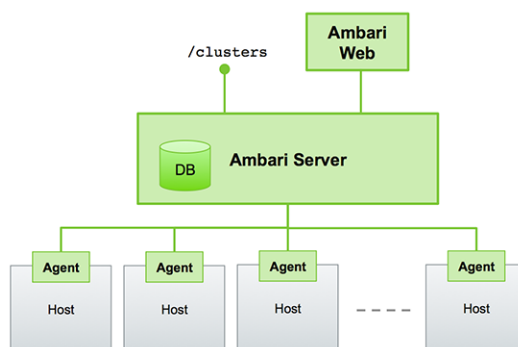 Ambari
Web
/clusters
Ambari Server
DB
Agent
Agent
Agent
Agent
Host
Host
Host
Host